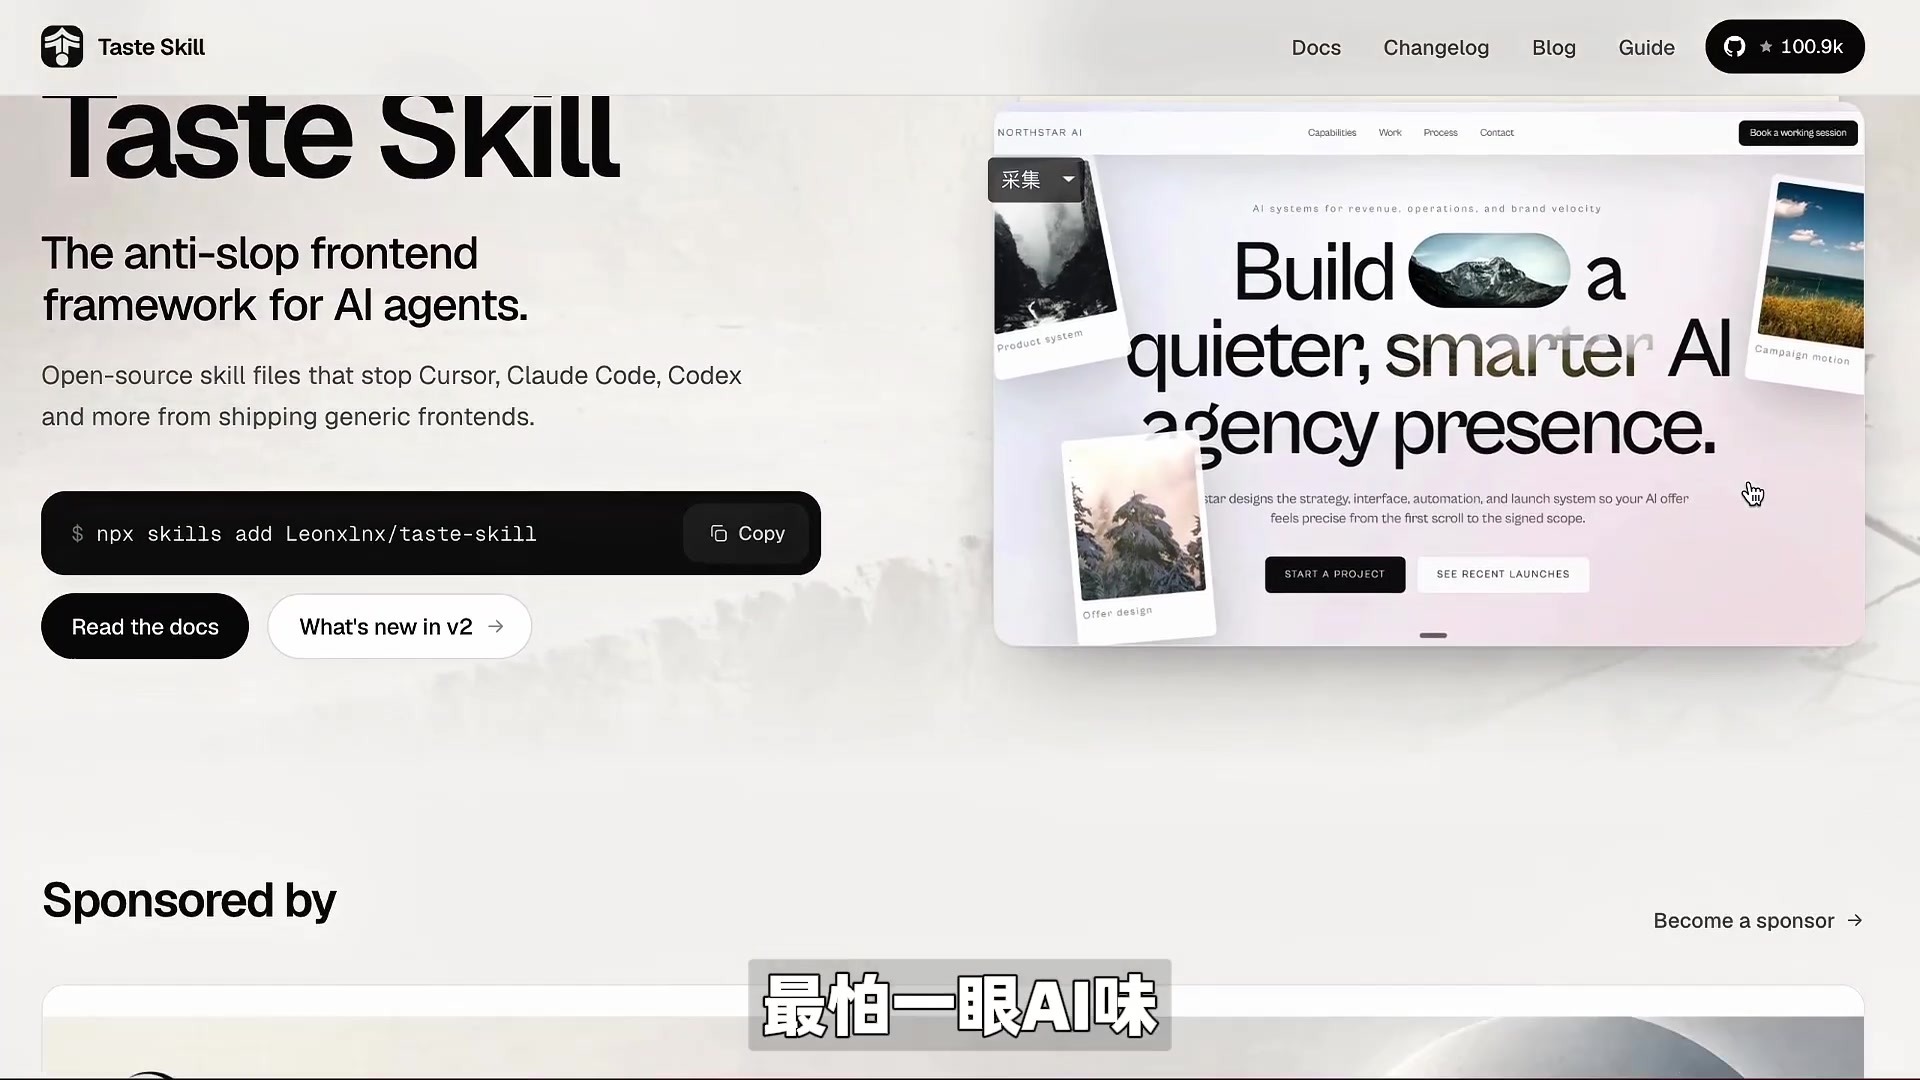 Taste Skill
Docs
Changelog
Blog
Guide
★ 100.9k
Taste Skill
The anti-slop frontend
framework for AI agents.
Open-source skill files that stop Cursor, Claude Code, Codex
and more from shipping generic frontends.
$ npx skills add Leonxlnx/taste-skill
Copy
Read the docs
What's new in v2 →
NORTHSTAR AI
Capabilities
Work
Process
Contact
Book a working session
采集
AI systems for revenue, operations, and brand velocity
Build a
quieter, smarter AI
agency presence.
Product system
Campaign motion
Offer design
star designs the strategy, interface, automation, and launch system so your AI offer
feels precise from the first scroll to the signed scope.
START A PROJECT
SEE RECENT LAUNCHES
Sponsored by
Become a sponsor →
最怕一眼AI味